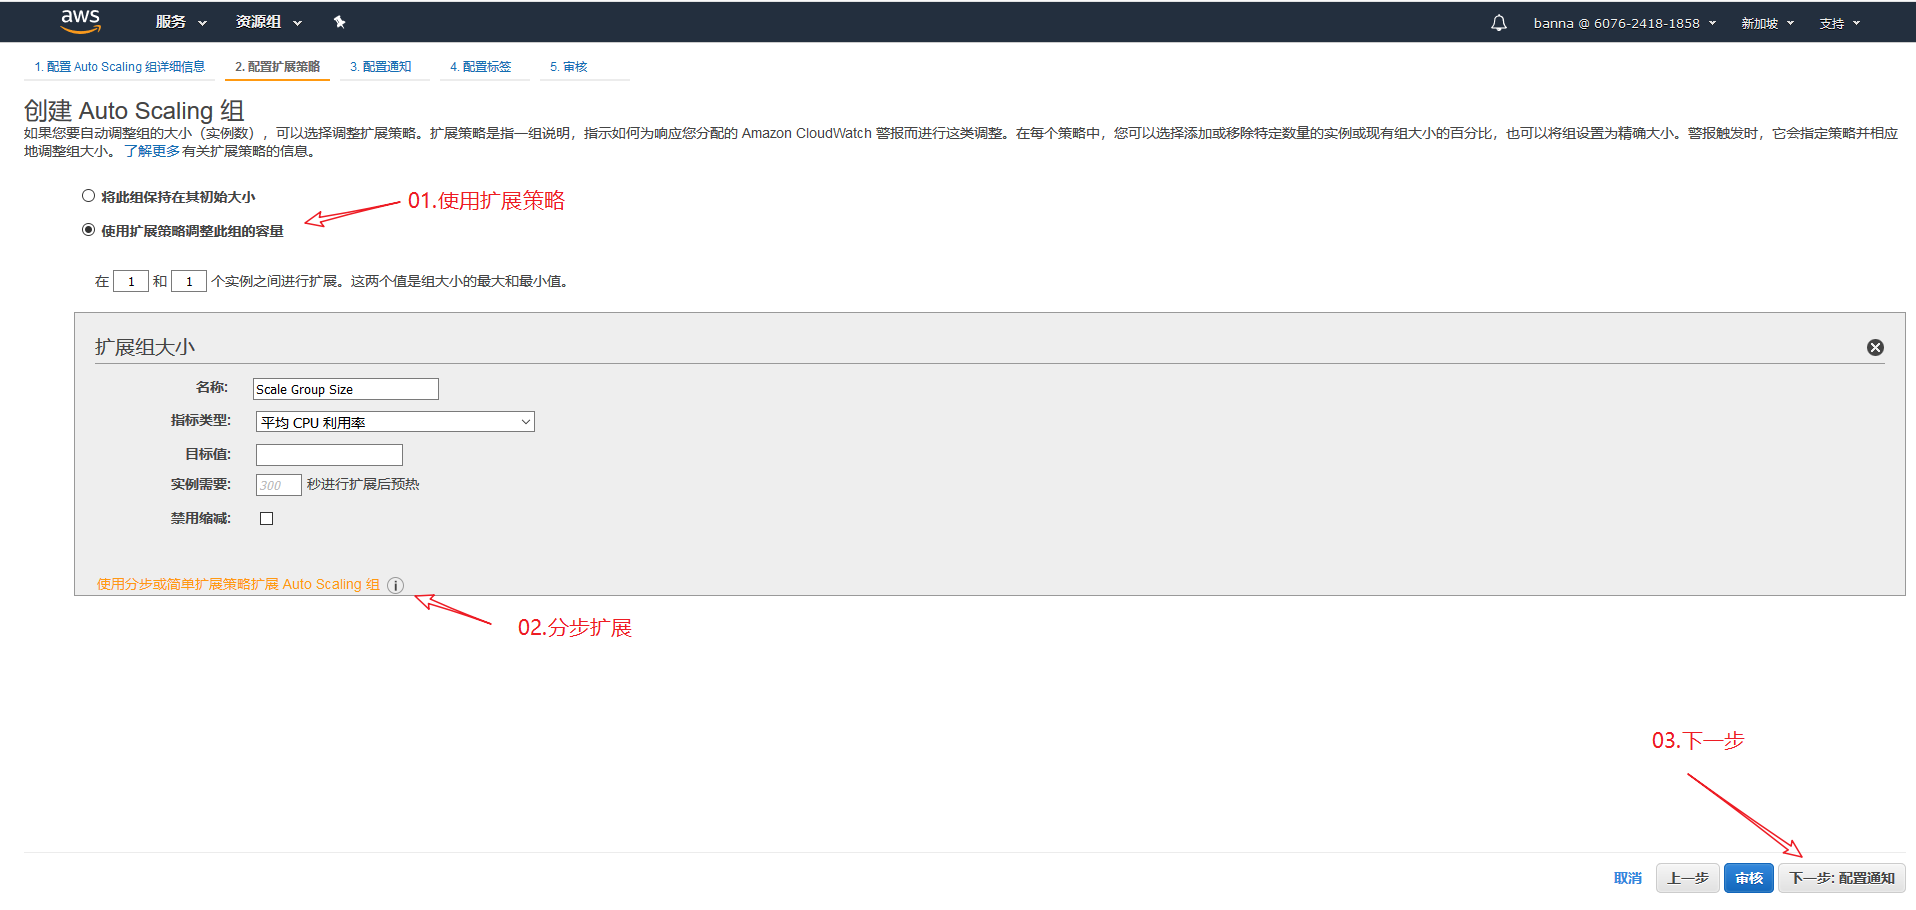 aws 服务 资源组 banna @ 6076-2418-1858 新加坡 支持
1. 配置 Auto Scaling 组详细信息 2. 配置扩展策略 3. 配置通知 4. 配置标签 5. 审核
创建 Auto Scaling 组
如果您要自动调整组的大小（实例数），可以选择调整扩展策略。扩展策略是指一组说明，指示如何为响应您分配的 Amazon CloudWatch 警报而进行这类调整。在每个策略中，您可以选择添加或移除特定数量的实例或现有组大小的百分比，也可以将组设置为精确大小。警报触发时，它会指定策略并相应
地调整组大小。 了解更多 有关扩展策略的信息。
将此组保持在其初始大小
01.使用扩展策略
使用扩展策略调整此组的容量
在 1 和 1 个实例之间进行扩展。这两个值是组大小的最大和最小值。
扩展组大小
名称: Scale Group Size
指标类型: 平均 CPU 利用率
目标值:
实例需要: 300 秒进行扩展后预热
禁用缩减:
使用分步或简单扩展策略扩展 Auto Scaling 组 i
02.分步扩展
03.下一步
取消 上一步 审核 下一步: 配置通知